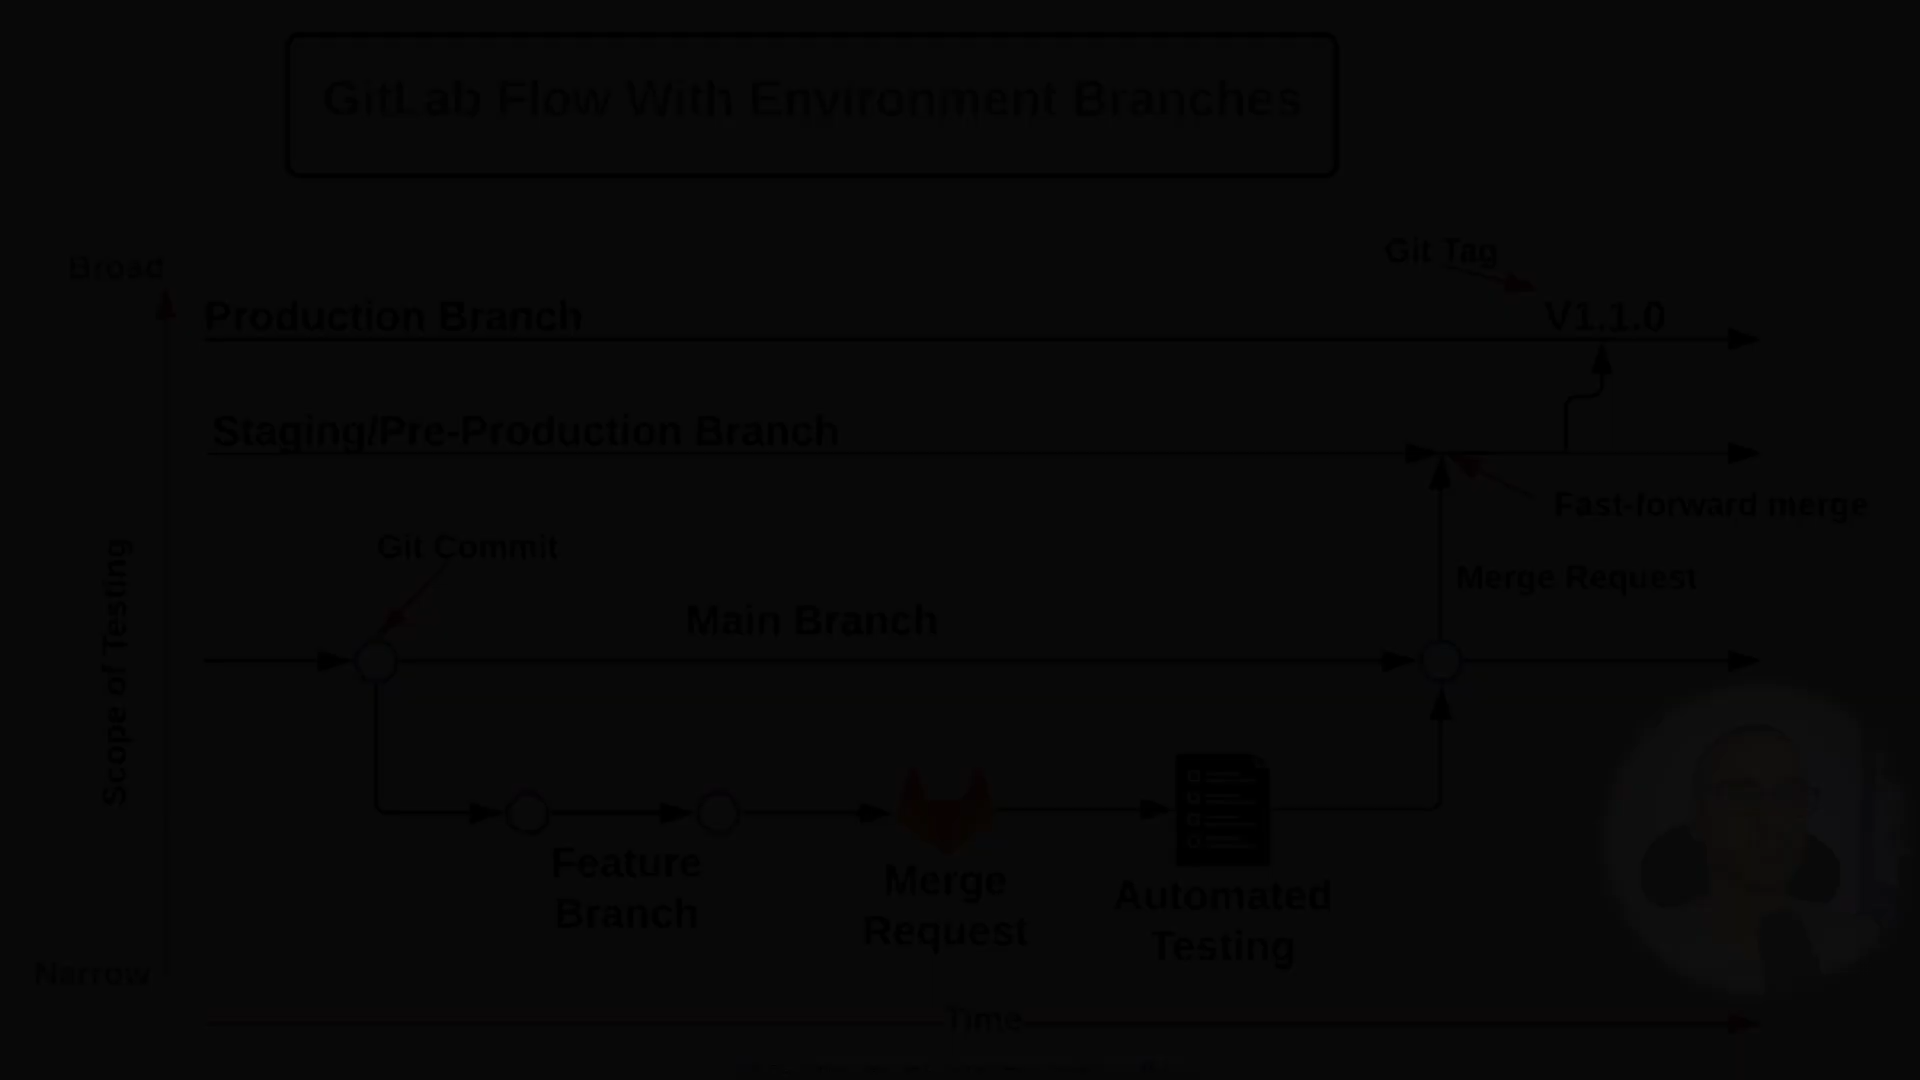 GitLab Flow With Environment Branches
Git Tag
Broad
Production Branch
V1.1.0
Staging/Pre-Production Branch
Fast-forward merge
Git Commit
Merge Request
Main Branch
Scope of Testing
Feature
Branch
Merge
Request
Automated
Testing
Narrow
Time